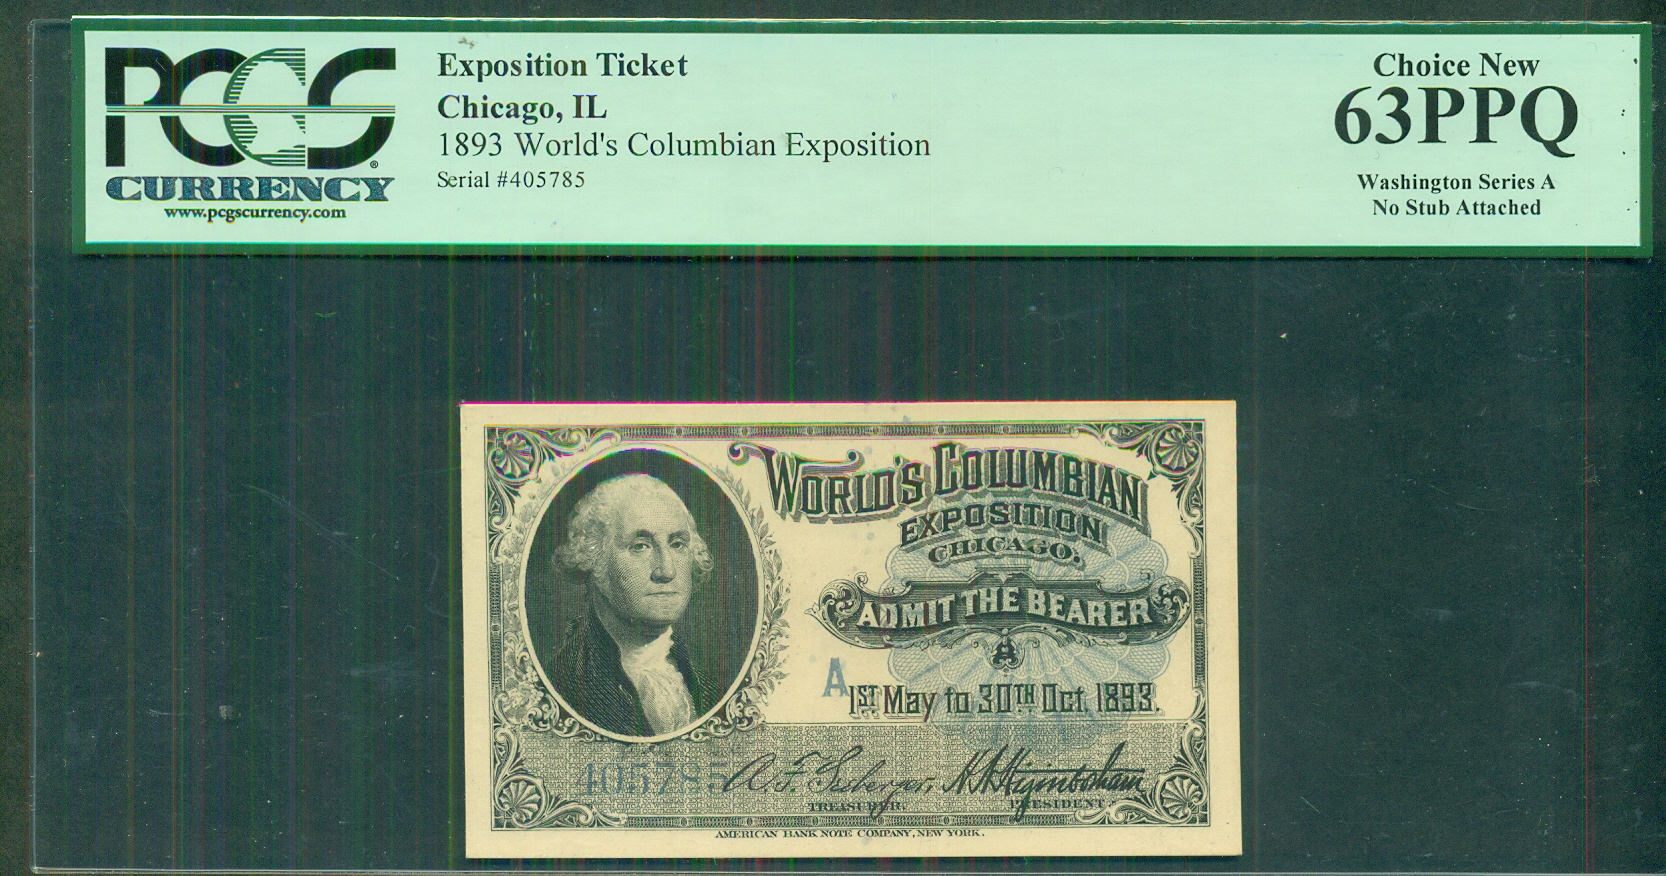 PCGS
CURRENCY
www.pcgscurrency.com
Exposition Ticket
Chicago, IL
1893 World's Columbian Exposition
Serial #405785
Choice New
63PPQ
Washington Series A
No Stub Attached
WORLD'S COLUMBIAN
EXPOSITION
CHICAGO.
ADMIT THE BEARER
A
1ST May to 30TH Oct. 1893.
405785
A. F. Seeberger, H. N. Higinbotham
TREASURER. PRESIDENT.
AMERICAN BANK NOTE COMPANY, NEW YORK.